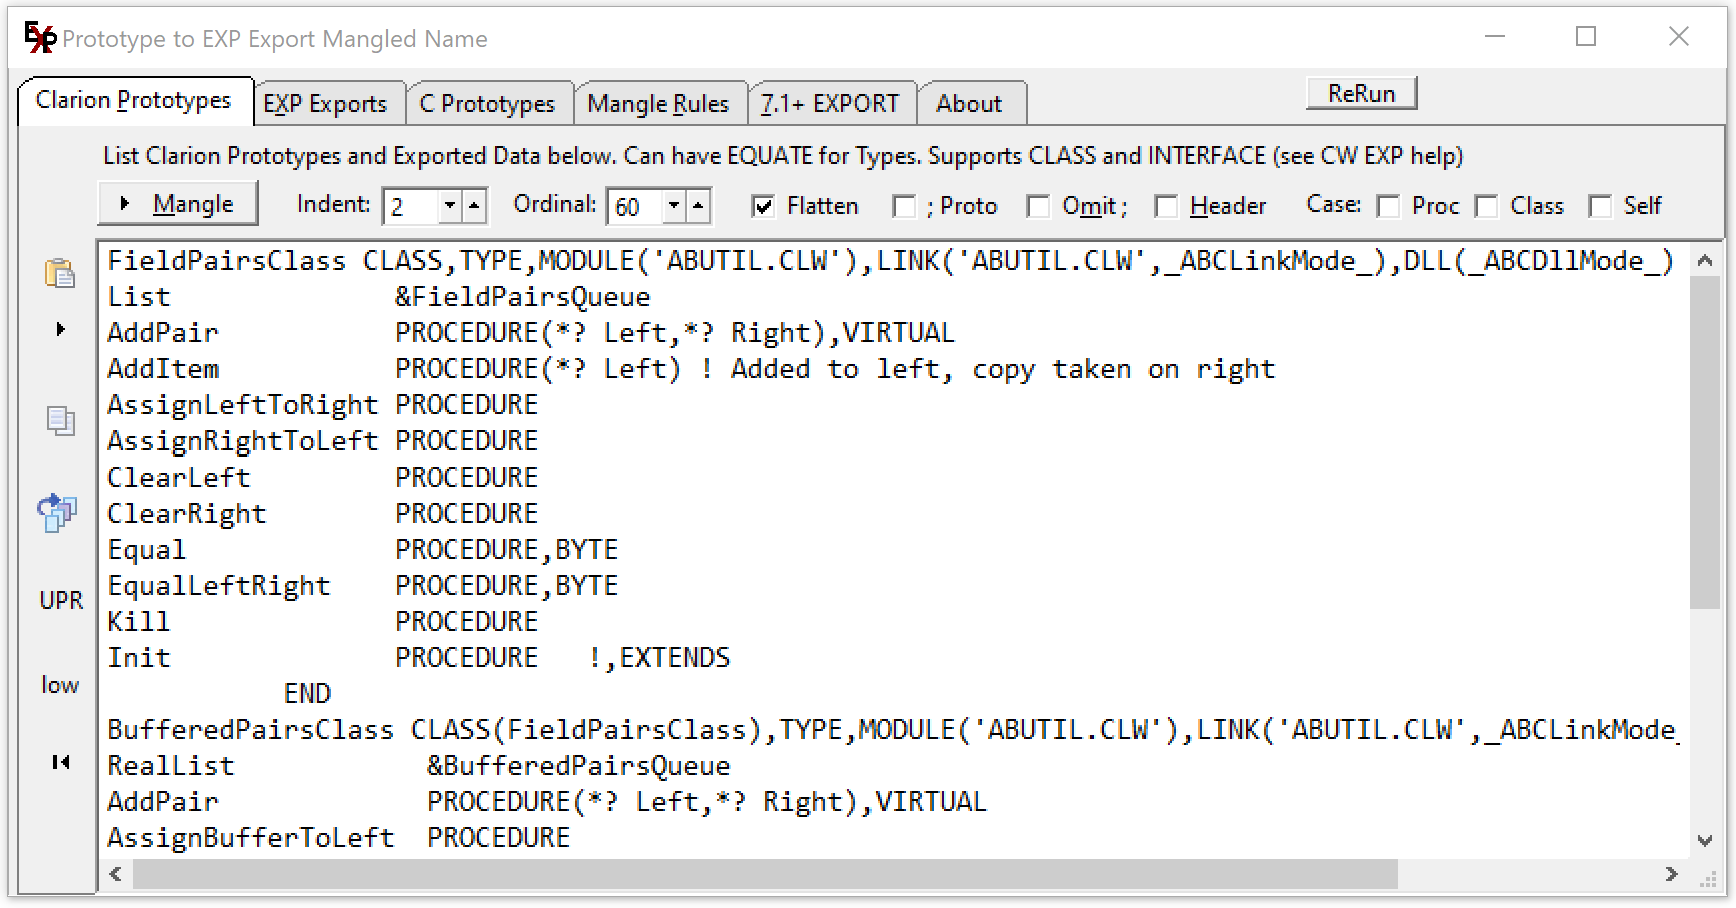 EXP Prototype to EXP Export Mangled Name
Clarion Prototypes EXP Exports C Prototypes Mangle Rules 7.1+ EXPORT About ReRun
List Clarion Prototypes and Exported Data below. Can have EQUATE for Types. Supports CLASS and INTERFACE (see CW EXP help)
Mangle Indent: 2 Ordinal: 60 Flatten ; Proto Omit ; Header Case: Proc Class Self
FieldPairsClass CLASS,TYPE,MODULE('ABUTIL.CLW'),LINK('ABUTIL.CLW',_ABCLinkMode_),DLL(_ABCDllMode_)
List &FieldPairsQueue
AddPair PROCEDURE(*? Left,*? Right),VIRTUAL
AddItem PROCEDURE(*? Left) ! Added to left, copy taken on right
AssignLeftToRight PROCEDURE
AssignRightToLeft PROCEDURE
ClearLeft PROCEDURE
ClearRight PROCEDURE
Equal PROCEDURE,BYTE
EqualLeftRight PROCEDURE,BYTE
UPR
Kill PROCEDURE
Init PROCEDURE !,EXTENDS
low
END
BufferedPairsClass CLASS(FieldPairsClass),TYPE,MODULE('ABUTIL.CLW'),LINK('ABUTIL.CLW',_ABCLinkMode_
RealList &BufferedPairsQueue
AddPair PROCEDURE(*? Left,*? Right),VIRTUAL
AssignBufferToLeft PROCEDURE